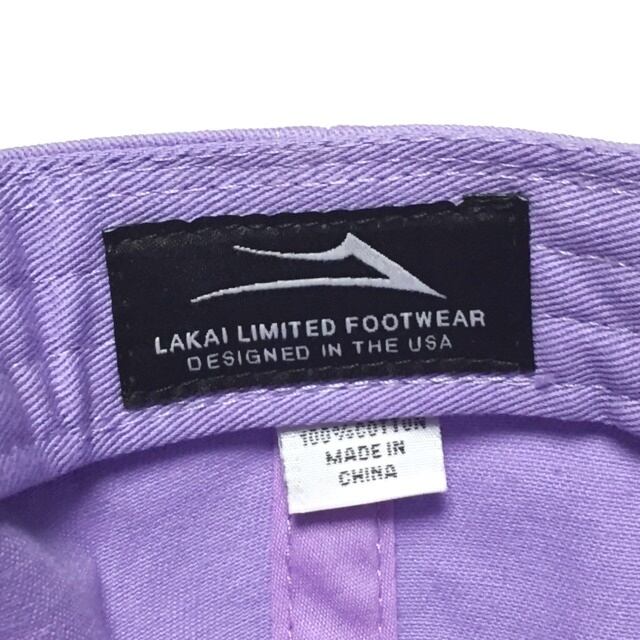 LAKAI LIMITED FOOTWEAR
DESIGNED IN THE USA
100%COTTON
MADE IN
CHINA